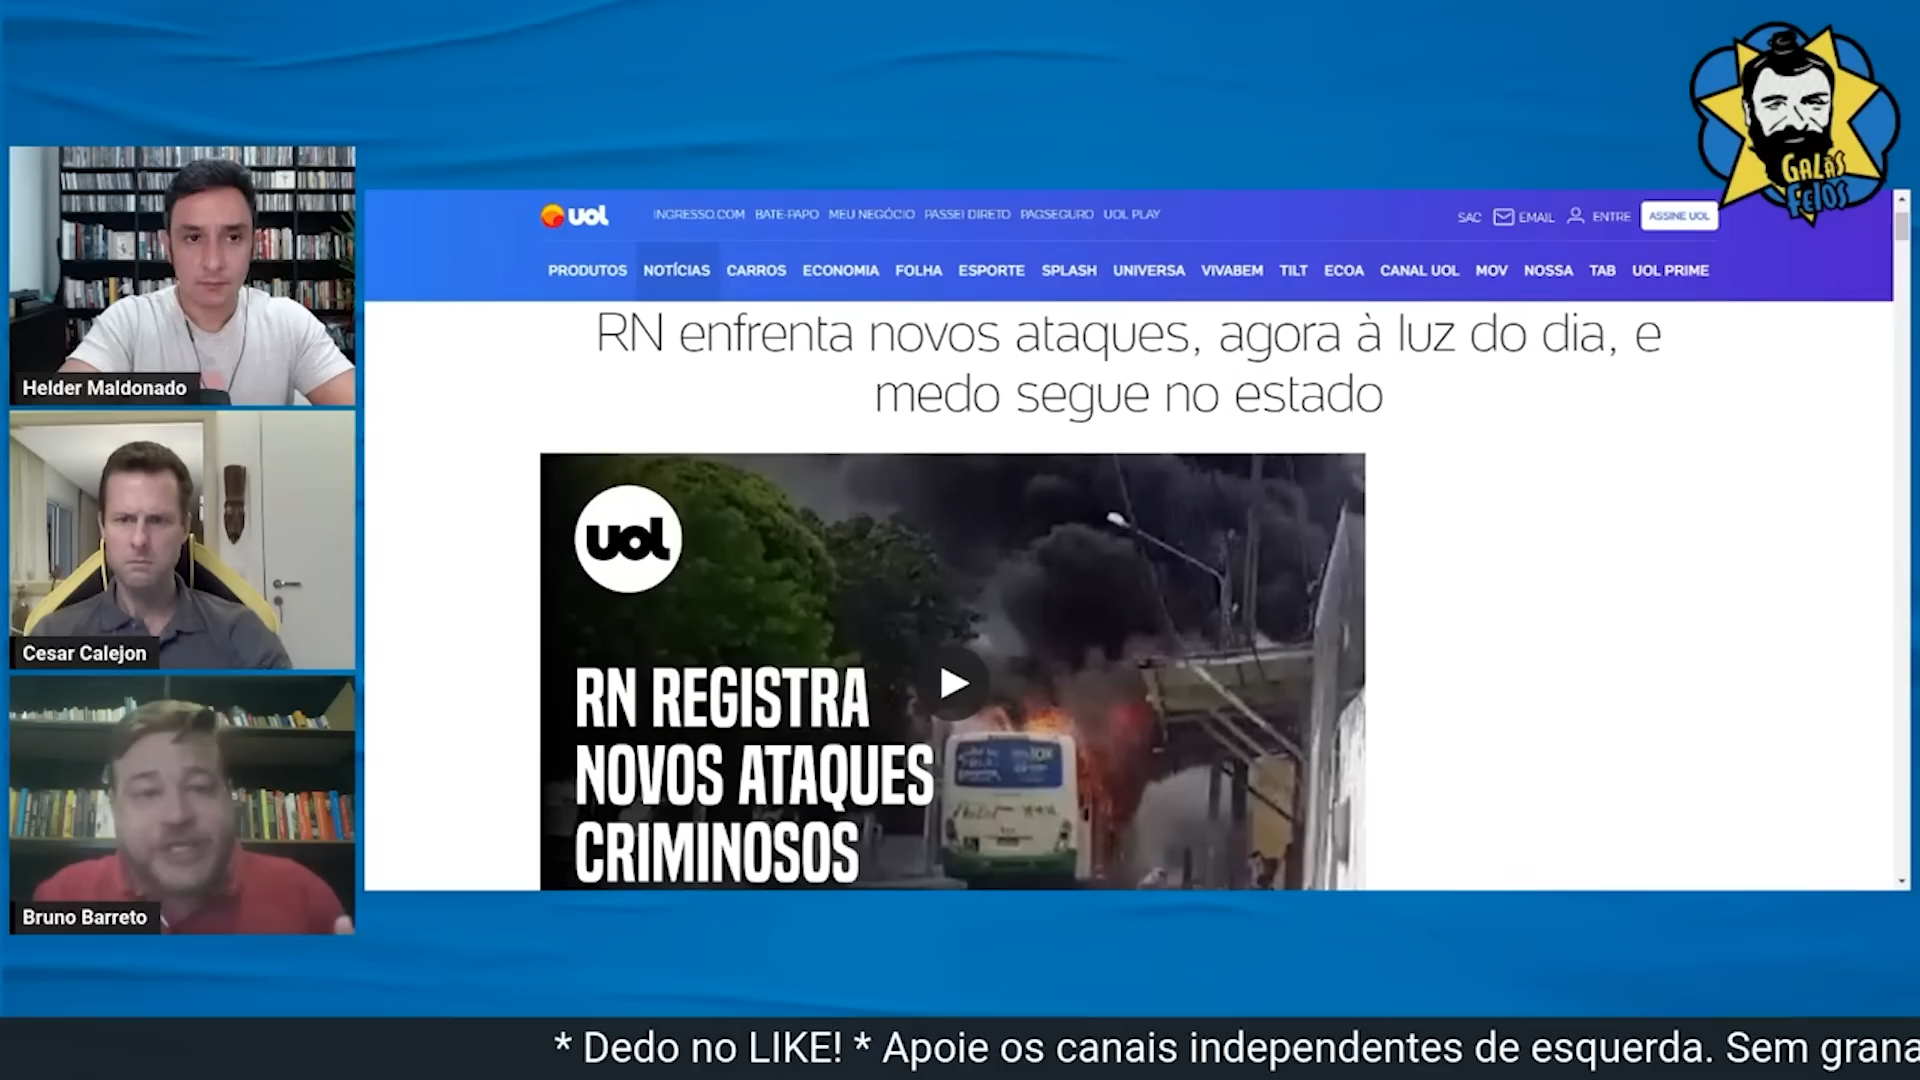 GALÃS
FEIOS
uol
INGRESSO.COM BATE-PAPO MEU NEGÓCIO PASSEI DIRETO PAGSEGURO UOL PLAY
SAC EMAIL ENTRE ASSINE UOL
PRODUTOS NOTÍCIAS CARROS ECONOMIA FOLHA ESPORTE SPLASH UNIVERSA VIVABEM TILT ECOA CANAL UOL MOV NOSSA TAB UOL PRIME
RN enfrenta novos ataques, agora à luz do dia, e
medo segue no estado
uol
RN REGISTRA
NOVOS ATAQUES
CRIMINOSOS
Helder Maldonado
Cesar Calejon
Bruno Barreto
* Dedo no LIKE! * Apoie os canais independentes de esquerda. Sem grana